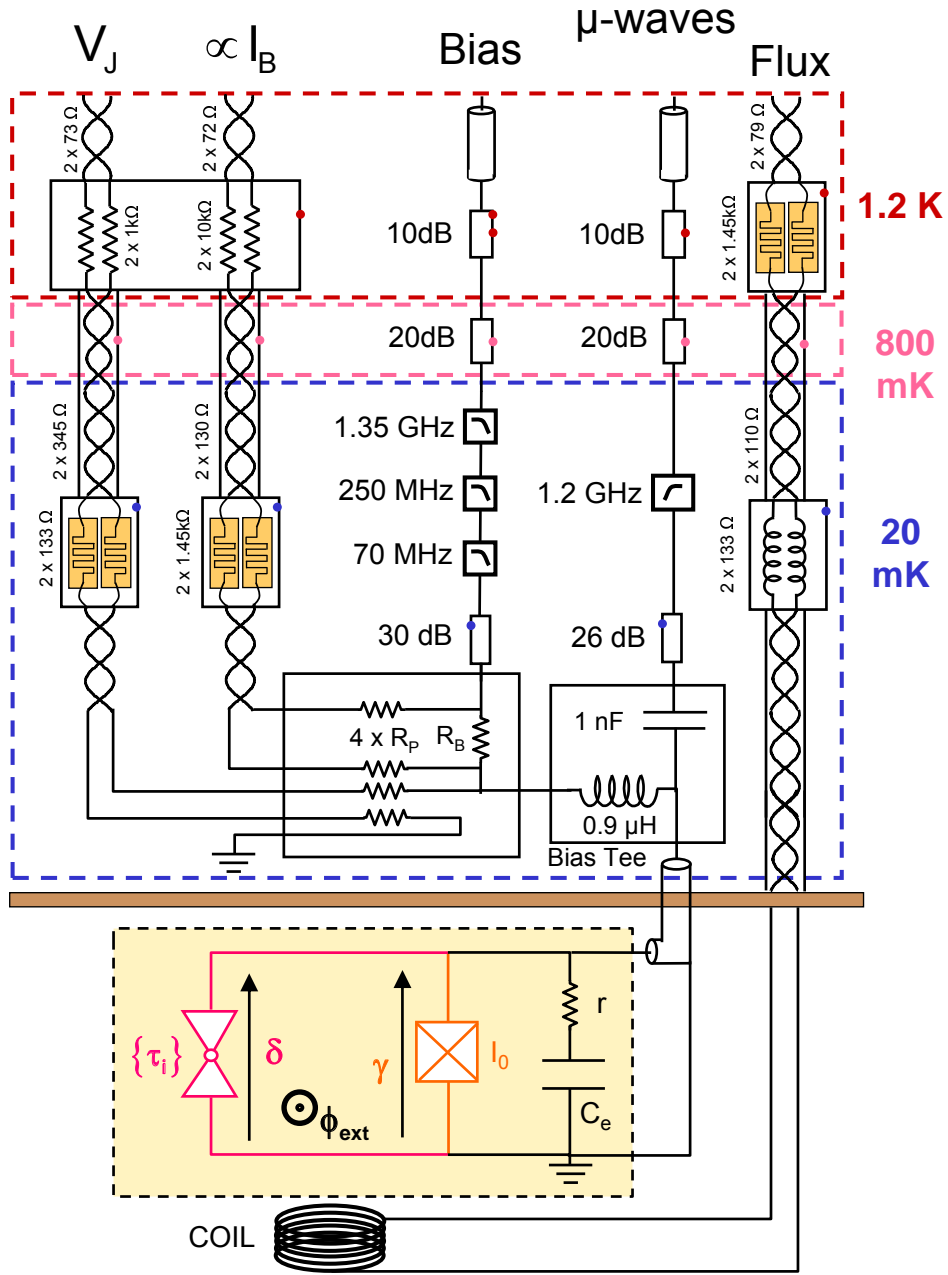 V_J ∝ I_B Bias μ-waves Flux
2 x 73 Ω 2 x 72 Ω 2 x 79 Ω
2 x 1kΩ 2 x 10kΩ 10dB 10dB 2 x 1.45kΩ 1.2 K
20dB 20dB 800
mK
2 x 345 Ω 2 x 130 Ω 1.35 GHz 2 x 110 Ω
250 MHz 1.2 GHz
2 x 133 Ω 2 x 1.45kΩ 70 MHz 2 x 133 Ω 20
mK
30 dB 26 dB
1 nF
4 x R_P R_B
0.9 μH
Bias Tee
{τ_i} δ γ I_0 r
ϕ_ext C_e
COIL